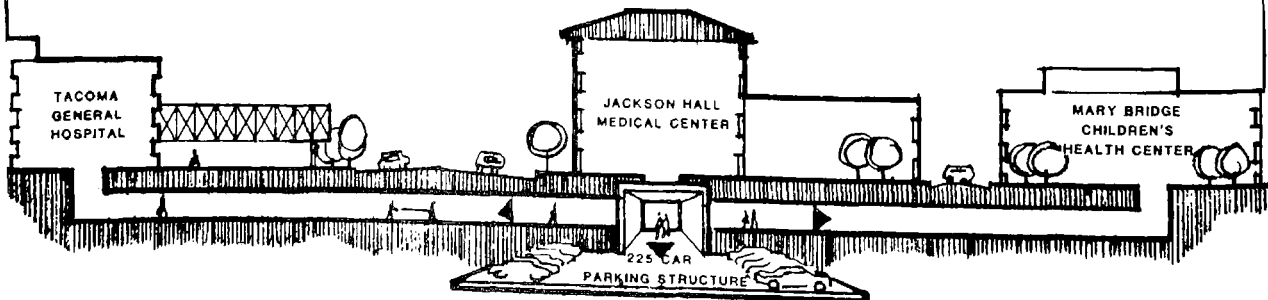 TACOMA
GENERAL
HOSPITAL
JACKSON HALL
MEDICAL CENTER
MARY BRIDGE
CHILDREN'S
HEALTH CENTER
225 CAR
PARKING STRUCTURE